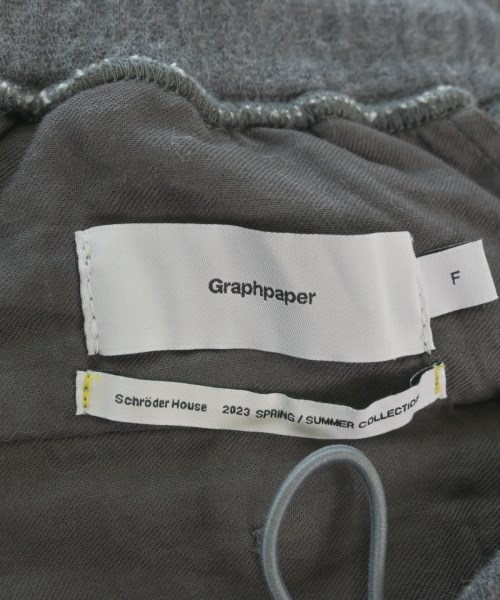 Graphpaper
F
Schröder House 2023 SPRING / SUMMER COLLECTION